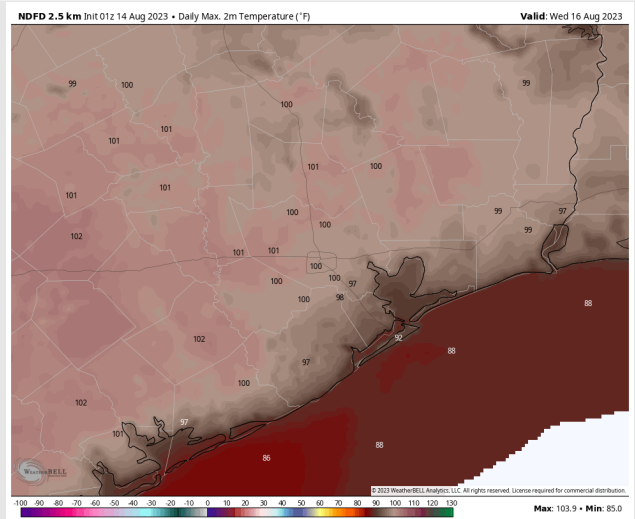 NDFD 2.5 km Init 01z 14 Aug 2023 • Daily Max. 2m Temperature (°F) Valid: Wed 16 Aug 2023
99 100 99
100
101
101
101 100
101 101
100 99 97
102 100 99
101 101
100
100 100 97
100 98
88
102 92
88
97
100
102
97
101
88
86
WeatherBELL
© 2023 WeatherBELL Analytics, LLC. All rights reserved. License required for commercial distribution.
-100 -90 -80 -70 -60 -50 -40 -30 -20 -10 0 10 20 30 40 50 60 70 80 90 100 110 120 130
Max: 103.9 • Min: 85.0